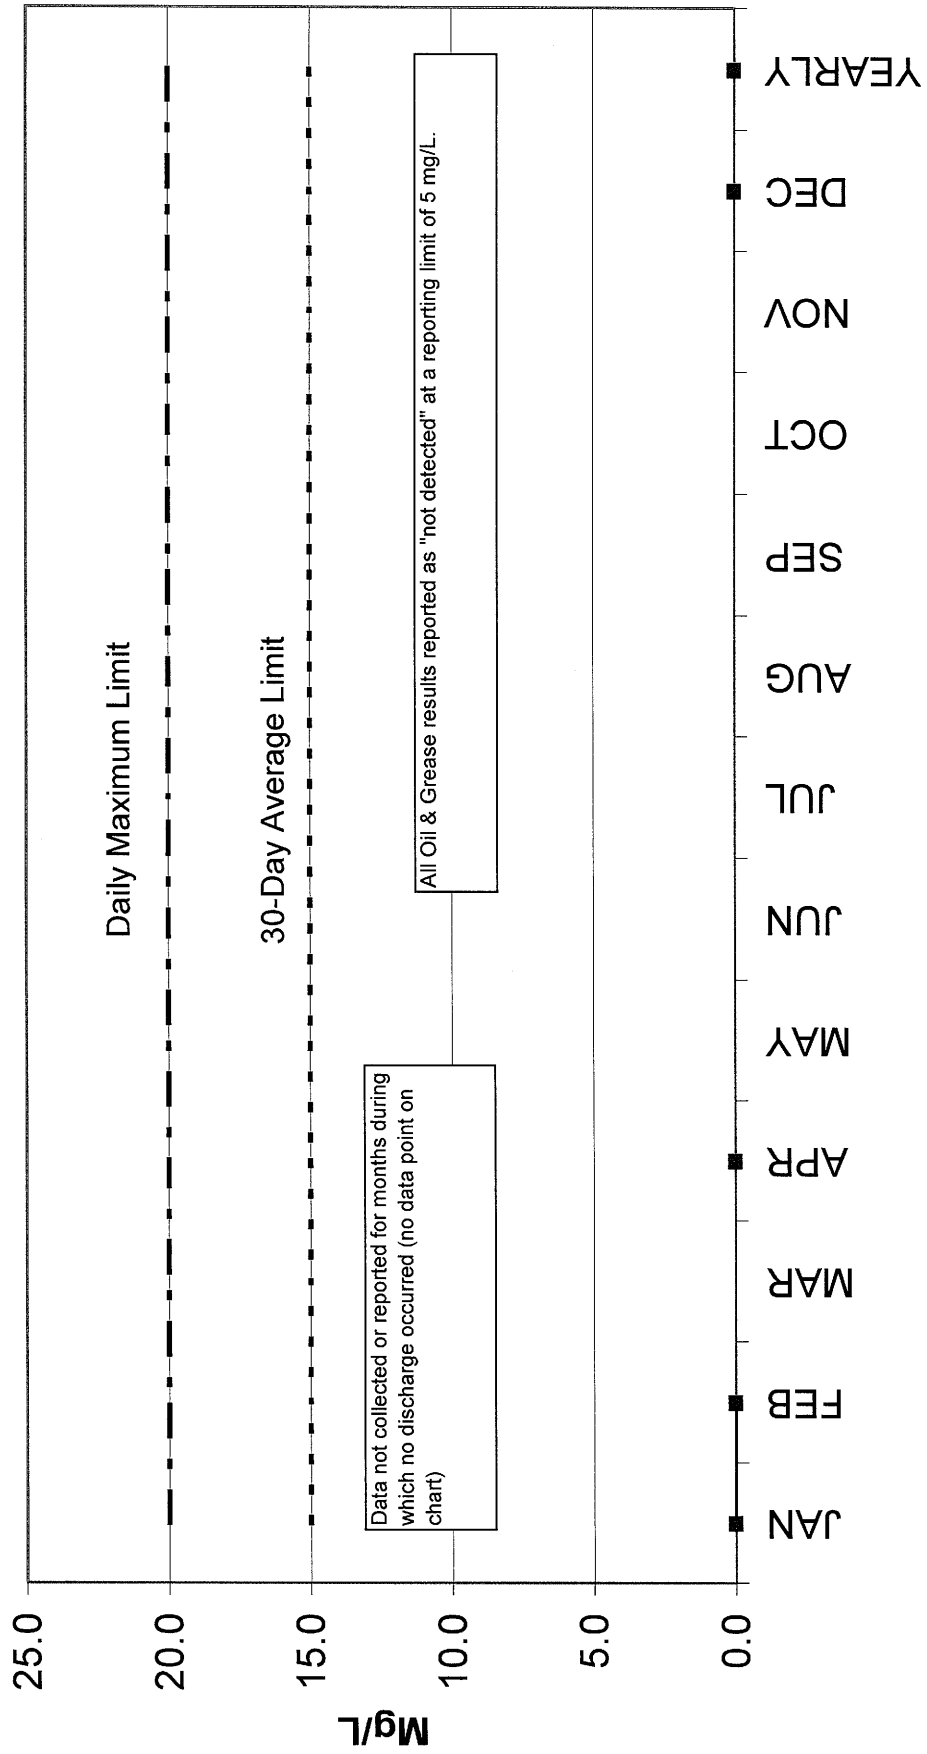 Mg/L
25.0
20.0
15.0
10.0
5.0
0.0
Daily Maximum Limit
30-Day Average Limit
Data not collected or reported for months during
which no discharge occurred (no data point on
chart)
All Oil & Grease results reported as "not detected" at a reporting limit of 5 mg/L.
JAN
FEB
MAR
APR
MAY
JUN
JUL
AUG
SEP
OCT
NOV
DEC
YEARLY